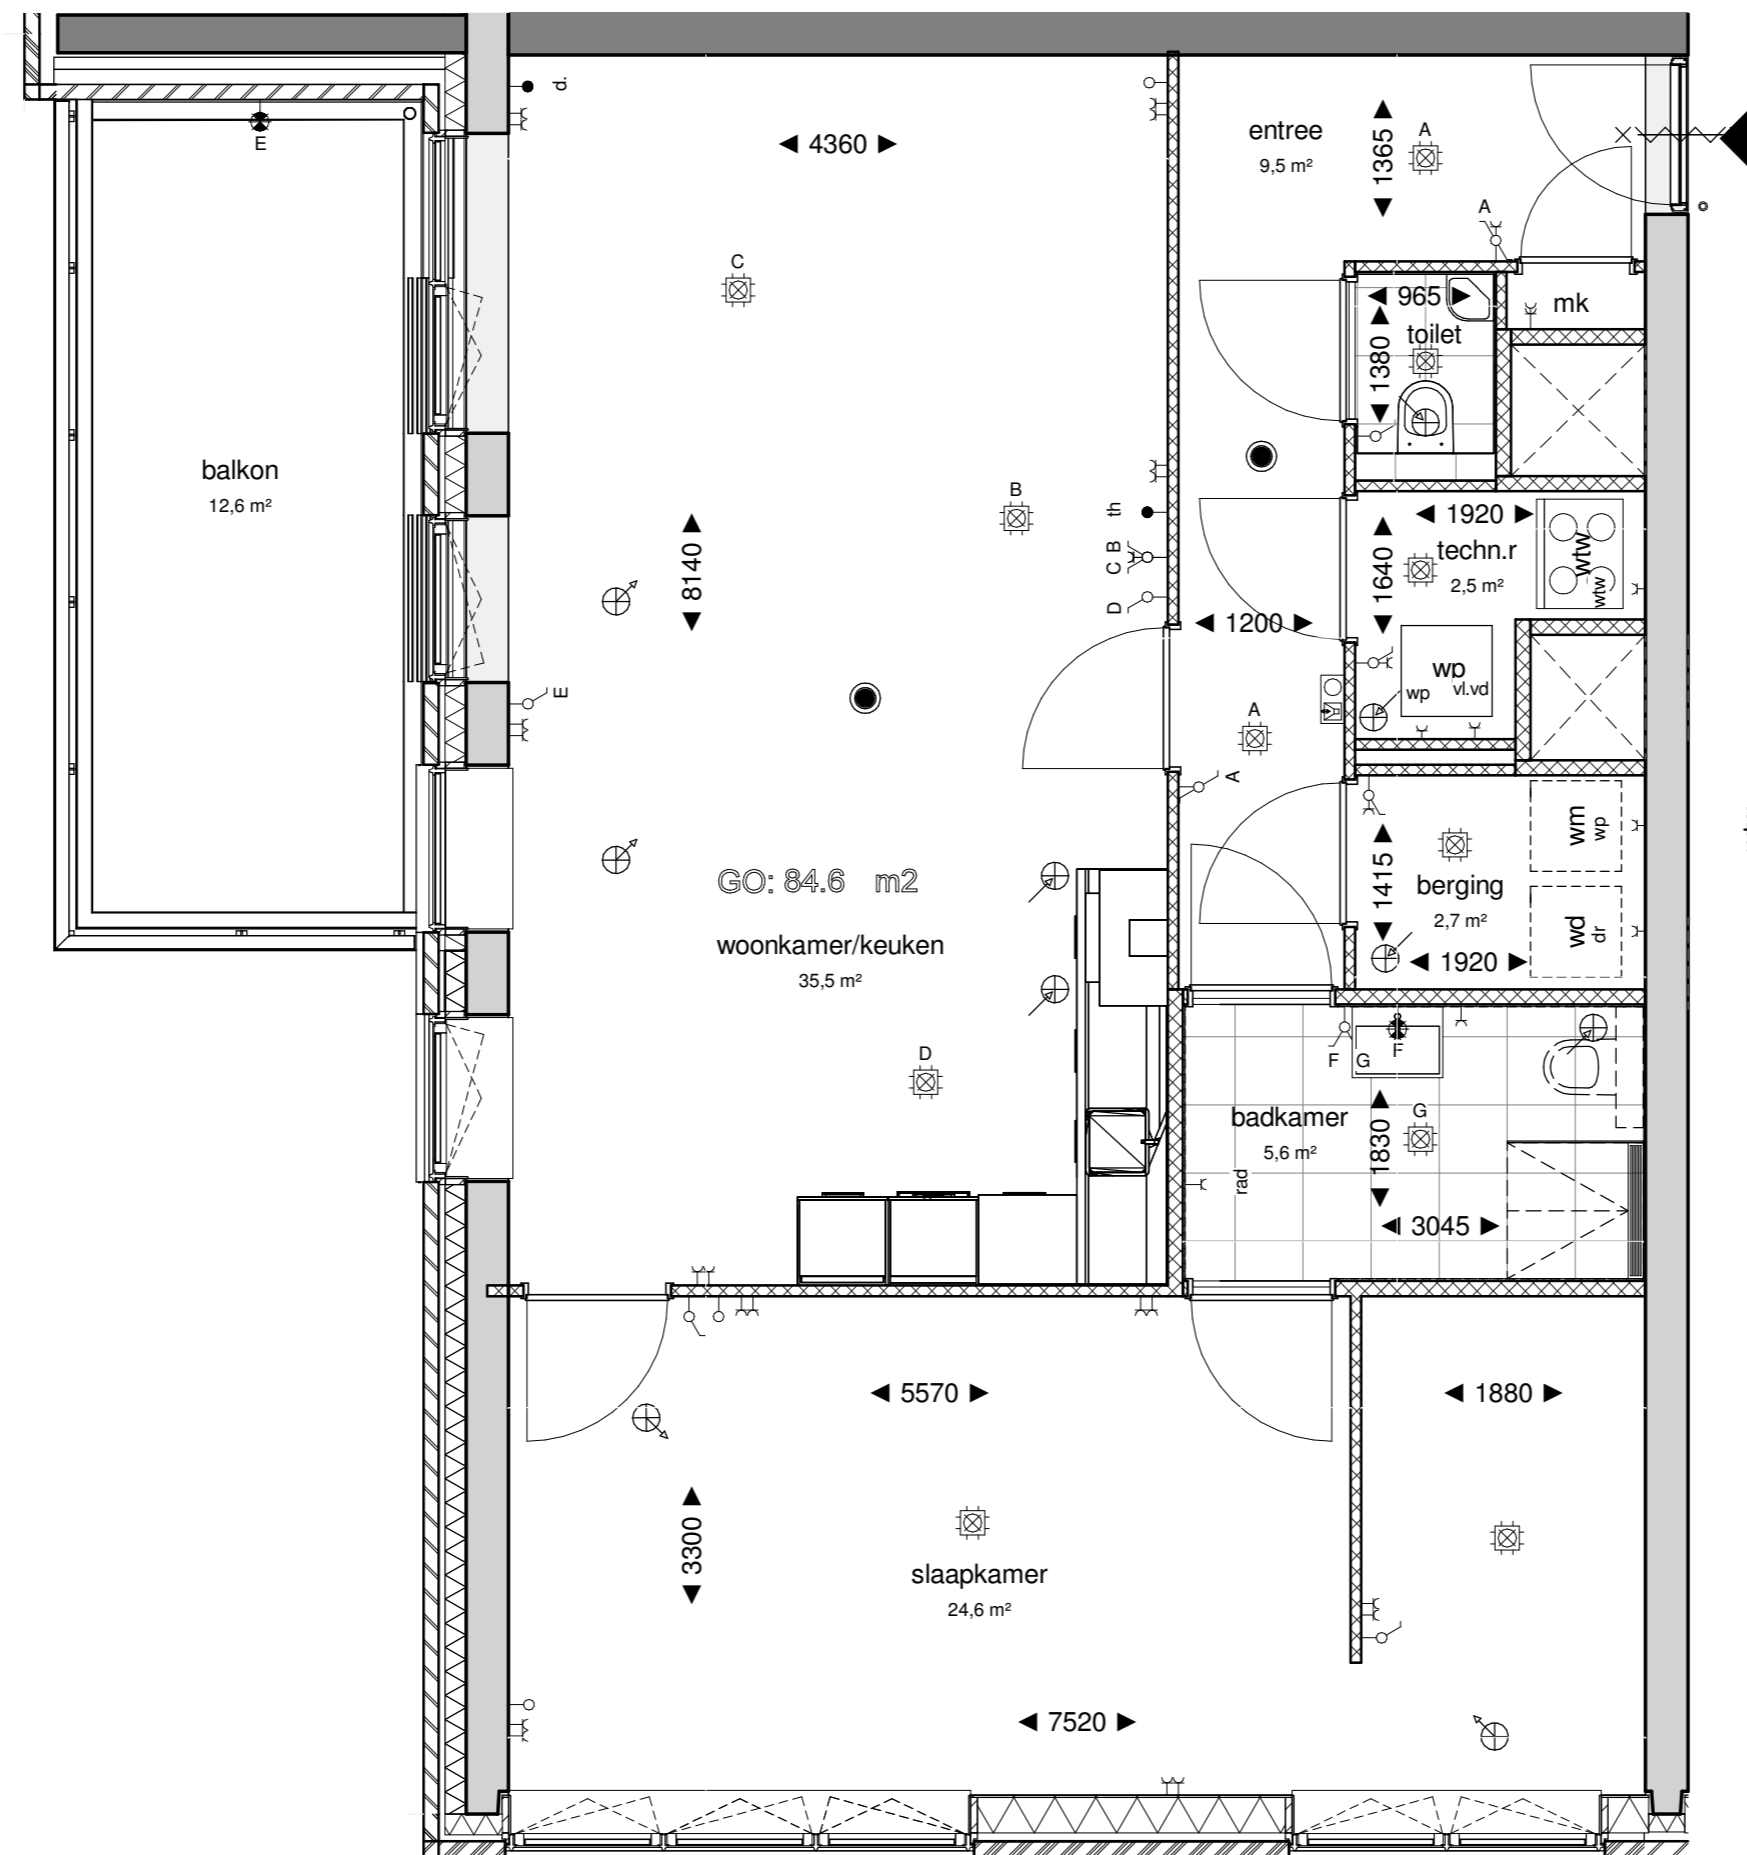 d.
E
4360
entree
9,5 m²
1365
A
A
C
965
mk
toilet
1380
balkon
12,6 m²
B
th
C B
D
8140
1920
techn.r
2,5 m²
1640
wtw
wtw
1200
wp
wp
vl.vd
E
A
A
wm
wp
1415
berging
2,7 m²
wd
dr
1920
GO: 84.6 m2
woonkamer/keuken
35,5 m²
D
F
G
F
badkamer
5,6 m²
1830
G
rad
3045
5570
1880
3300
slaapkamer
24,6 m²
7520